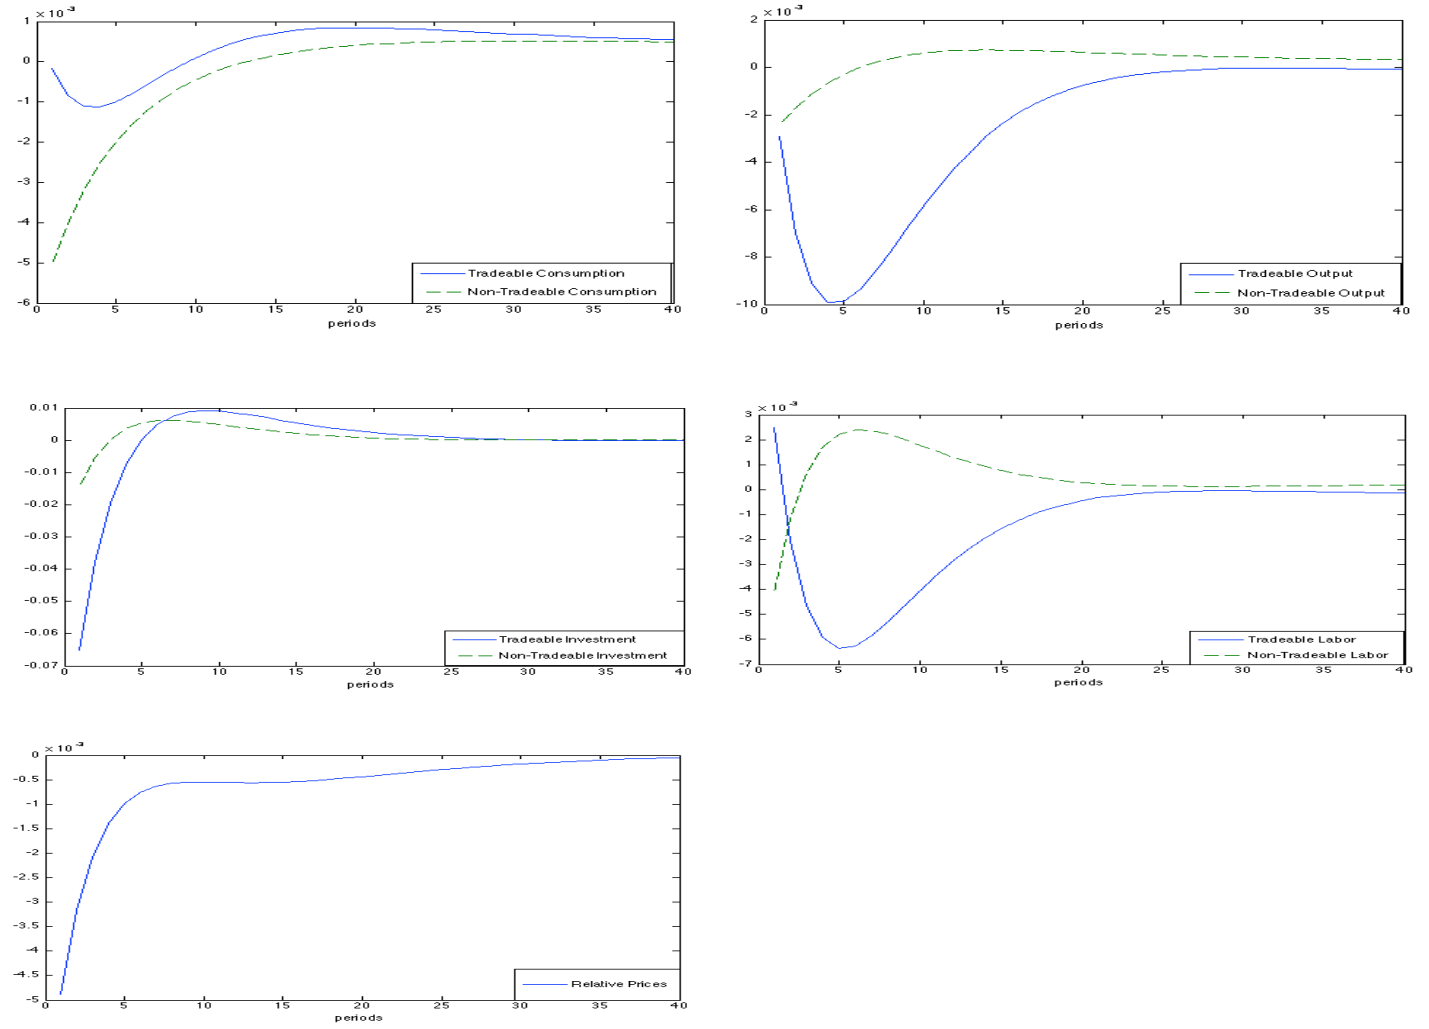 × 10⁻³
1
0
-1
-2
-3
-4
-5
-6
0 5 10 15 20 25 30 35 40
periods
Tradeable Consumption
Non-Tradeable Consumption
× 10⁻³
2
0
-2
-4
-6
-8
-10
0 5 10 15 20 25 30 35 40
periods
Tradeable Output
Non-Tradeable Output
0.01
0
-0.01
-0.02
-0.03
-0.04
-0.05
-0.06
-0.07
0 5 10 15 20 25 30 35 40
periods
Tradeable Investment
Non-Tradeable Investment
× 10⁻³
3
2
1
0
-1
-2
-3
-4
-5
-6
-7
0 5 10 15 20 25 30 35 40
periods
Tradeable Labor
Non-Tradeable Labor
× 10⁻³
0
-0.5
-1
-1.5
-2
-2.5
-3
-3.5
-4
-4.5
-5
0 5 10 15 20 25 30 35 40
periods
Relative Prices